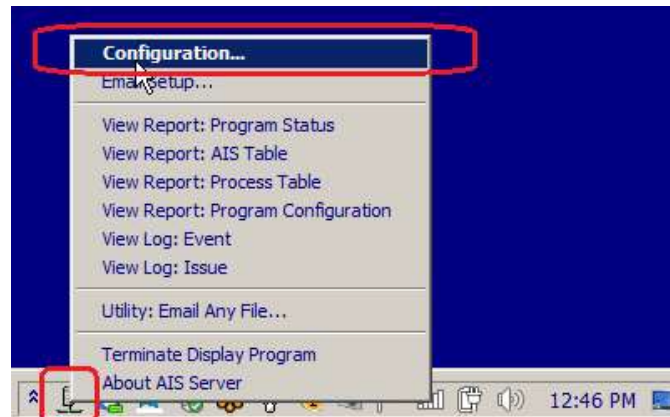 Configuration...
Email Setup...
View Report: Program Status
View Report: AIS Table
View Report: Process Table
View Report: Program Configuration
View Log: Event
View Log: Issue
Utility: Email Any File...
Terminate Display Program
About AIS Server
12:46 PM